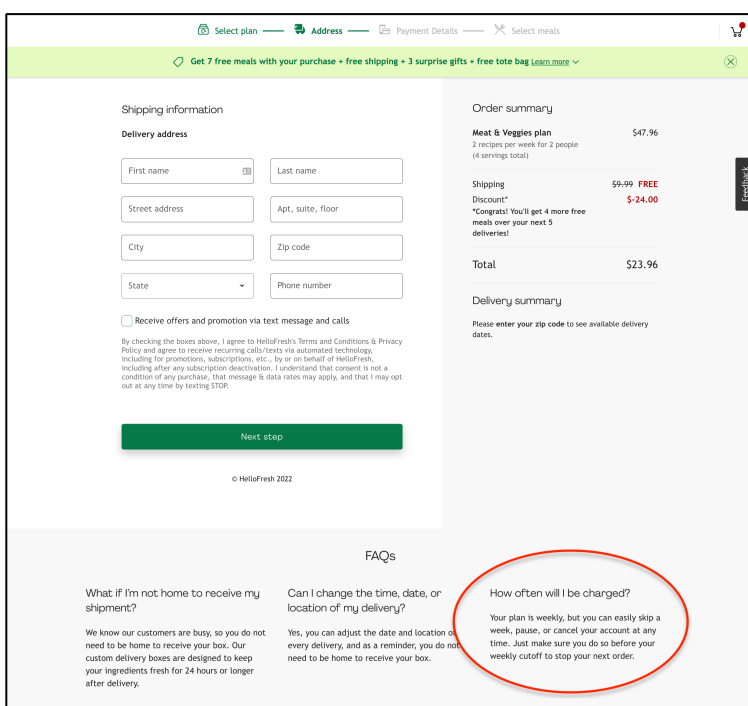 Select plan
Address
Payment Details
Select meals
Get 7 free meals with your purchase + free shipping + 3 surprise gifts + free tote bag Learn more
Shipping information
Delivery address
First name
Last name
Street address
Apt, suite, floor
City
Zip code
State
Phone number
Receive offers and promotion via text message and calls
By checking the boxes above, I agree to HelloFresh's Terms and Conditions & Privacy
Policy and agree to receive recurring calls/texts via automated technology,
including for promotions, subscriptions, etc., by or on behalf of HelloFresh,
including after any subscription deactivation. I understand that consent is not a
condition of any purchase, that message & data rates may apply, and that I may opt
out at any time by texting STOP.
Next step
© HelloFresh 2022
Order summary
Meat & Veggies plan $47.96
2 recipes per week for 2 people
(4 servings total)
Shipping $9.99 FREE
Discount* $-24.00
*Congrats! You'll get 4 more free
meals over your next 5
deliveries!
Total $23.96
Delivery summary
Please enter your zip code to see available delivery
dates.
Feedback
FAQs
What if I'm not home to receive my
shipment?
We know our customers are busy, so you do not
need to be home to receive your box. Our
custom delivery boxes are designed to keep
your ingredients fresh for 24 hours or longer
after delivery.
Can I change the time, date, or
location of my delivery?
Yes, you can adjust the date and location of
every delivery, and as a reminder, you do not
need to be home to receive your box.
How often will I be charged?
Your plan is weekly, but you can easily skip a
week, pause, or cancel your account at any
time. Just make sure you do so before your
weekly cutoff to stop your next order.